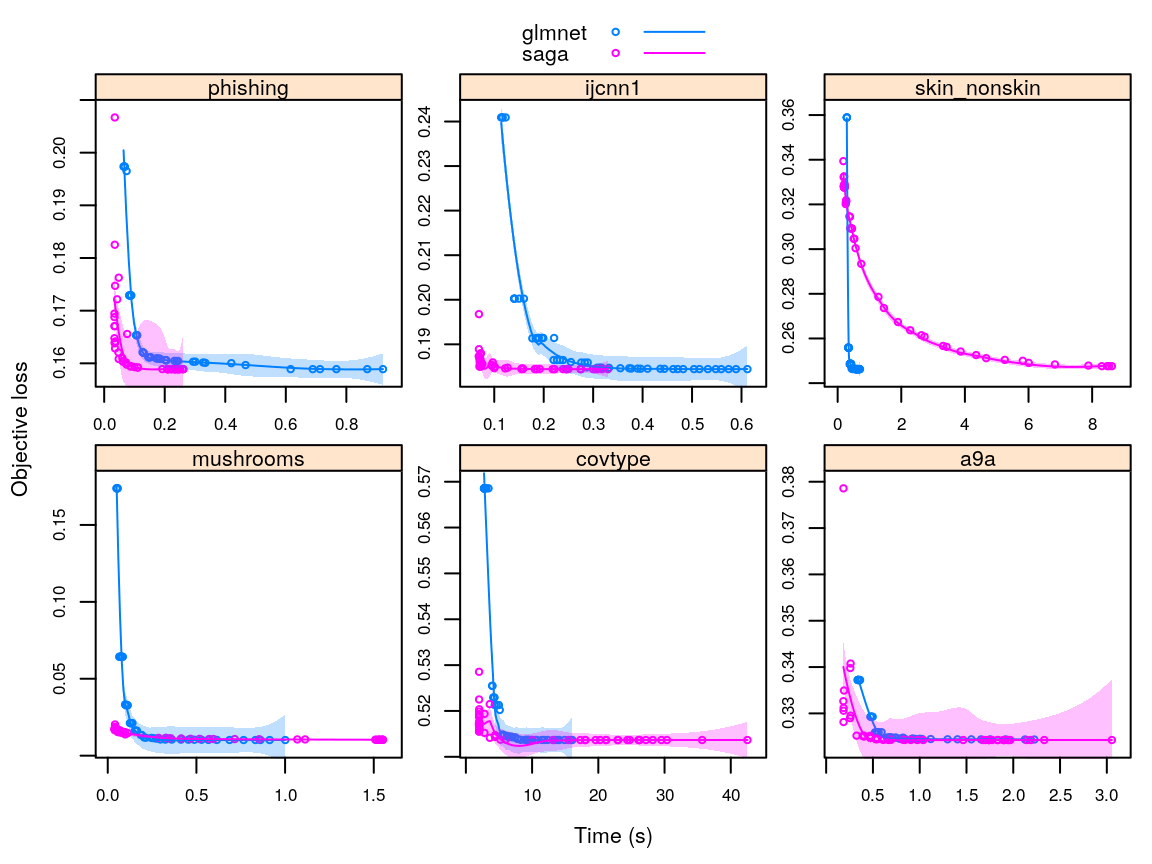 glmnet
saga
phishing
ijcnn1
skin_nonskin
0.16 0.17 0.18 0.19 0.20
0.19 0.20 0.21 0.22 0.23 0.24
0.26 0.28 0.30 0.32 0.34 0.36
0.0 0.2 0.4 0.6 0.8
0.1 0.2 0.3 0.4 0.5 0.6
0 2 4 6 8
Objective loss
mushrooms
covtype
a9a
0.05 0.10 0.15
0.52 0.53 0.54 0.55 0.56 0.57
0.33 0.34 0.35 0.36 0.37 0.38
0.0 0.5 1.0 1.5
10 20 30 40
0.5 1.0 1.5 2.0 2.5 3.0
Time (s)